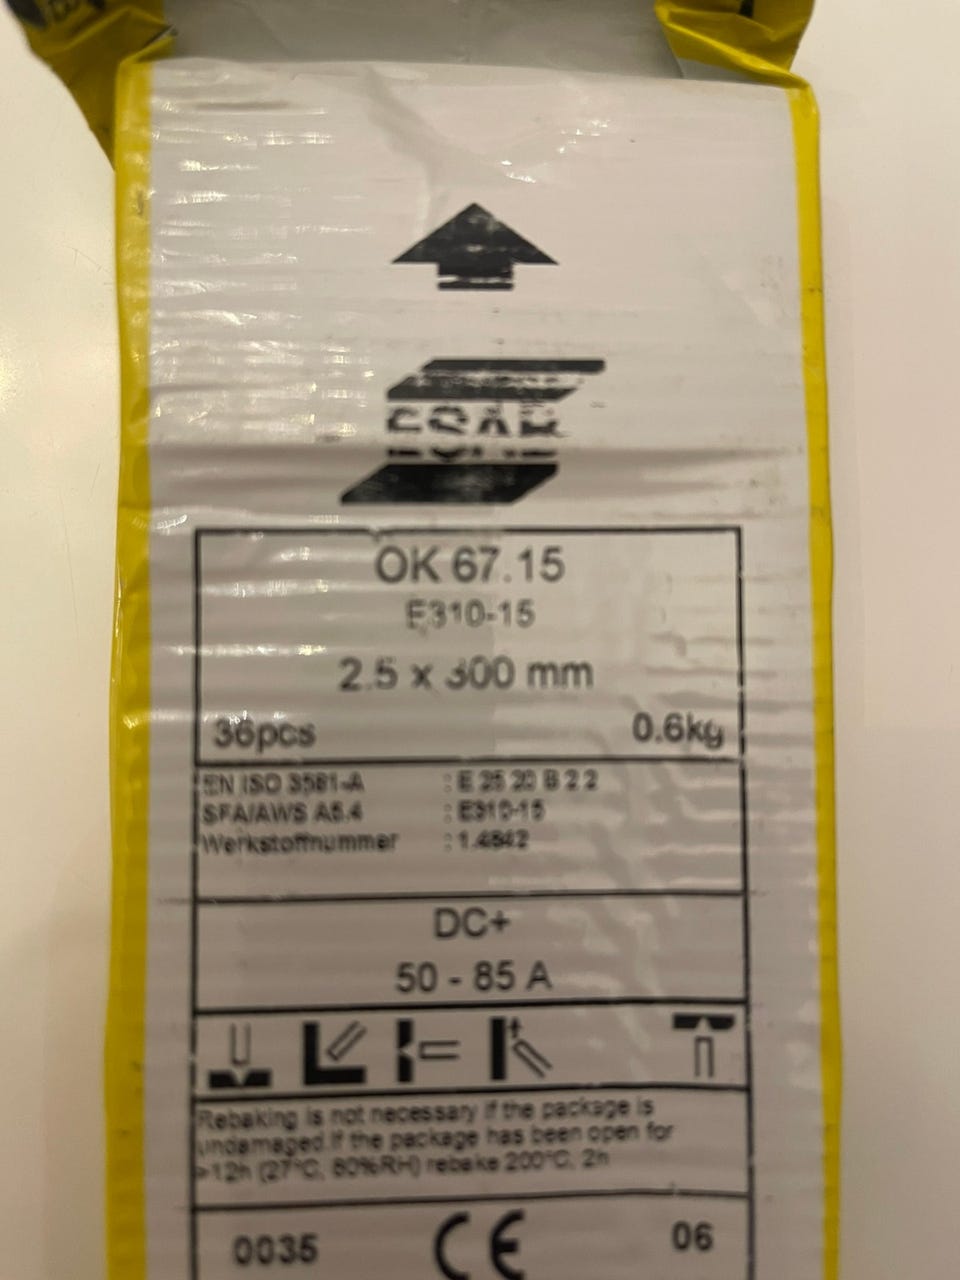 ESAB
OK 67.15
E310-15
2.5 x 300 mm
36pcs 0.6kg
EN ISO 3581-A : E 25 20 B 2 2
SFA/AWS A5.4 : E310-15
Werkstoffnummer : 1.4842
DC+
50 - 85 A
Rebaking is not necessary if the package is
undamaged.If the package has been open for
>12h (27°C, 80%RH) rebake 200°C, 2h
0035 CE 06